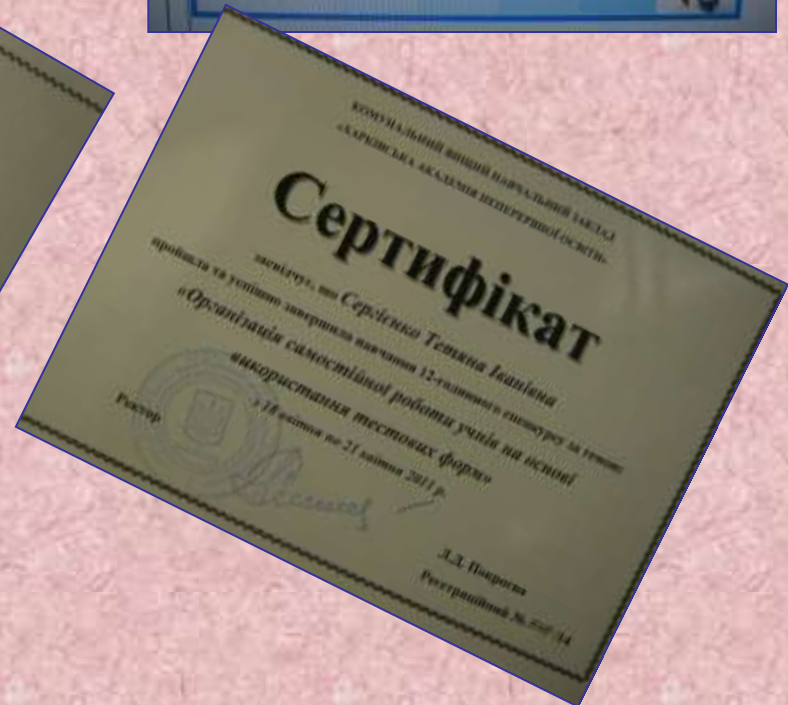 КОМУНАЛЬНИЙ ВИЩИЙ НАВЧАЛЬНИЙ ЗАКЛАД
«ХАРКІВСЬКА АКАДЕМІЯ НЕПЕРЕРВНОЇ ОСВІТИ»
Сертифікат
засвідчує, що Сергієнко Тетяна Іванівна
пройшла та успішно завершила навчання 12-годинного спецкурсу за темою:
«Організація самостійної роботи учнів на основі
використання тестових форм»
з 18 квітня по 21 квітня 2011 р.
Ректор
Л.Д. Покроєва
Реєстраційний №